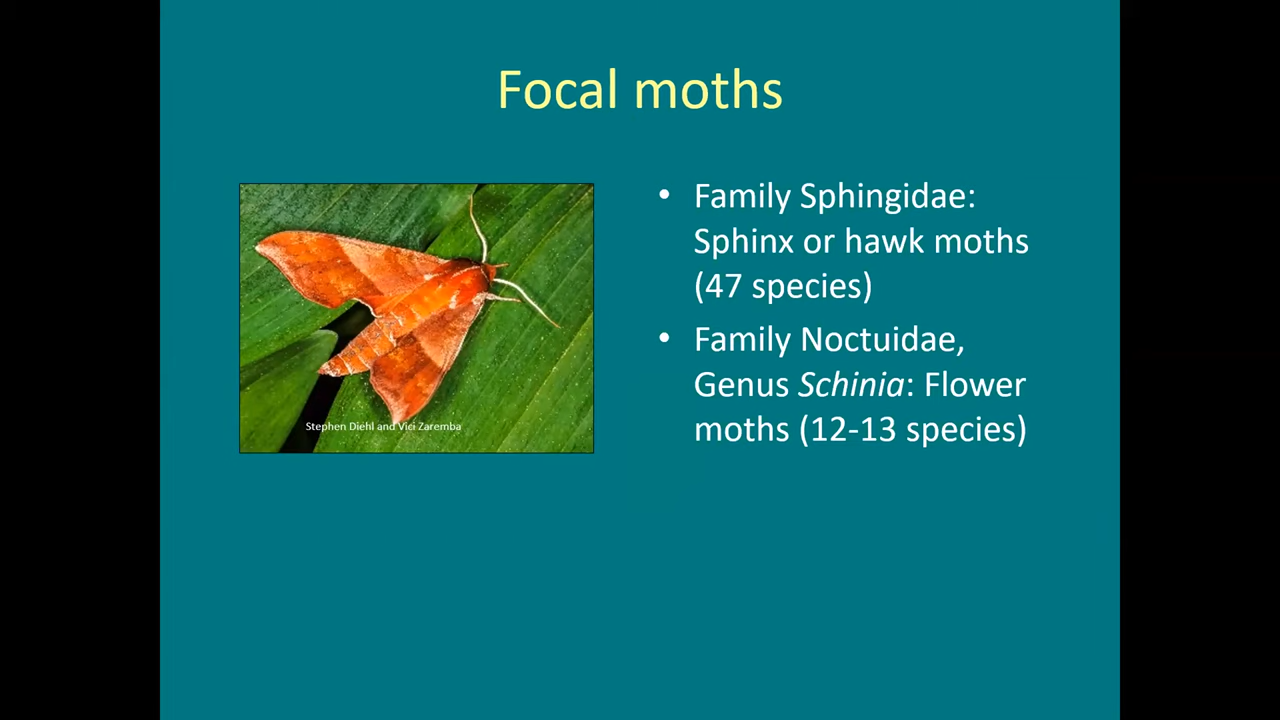 Focal moths
• Family Sphingidae:
Sphinx or hawk moths
(47 species)
• Family Noctuidae,
Genus Schinia: Flower
moths (12-13 species)
Stephen Diehl and Vici Zaremba